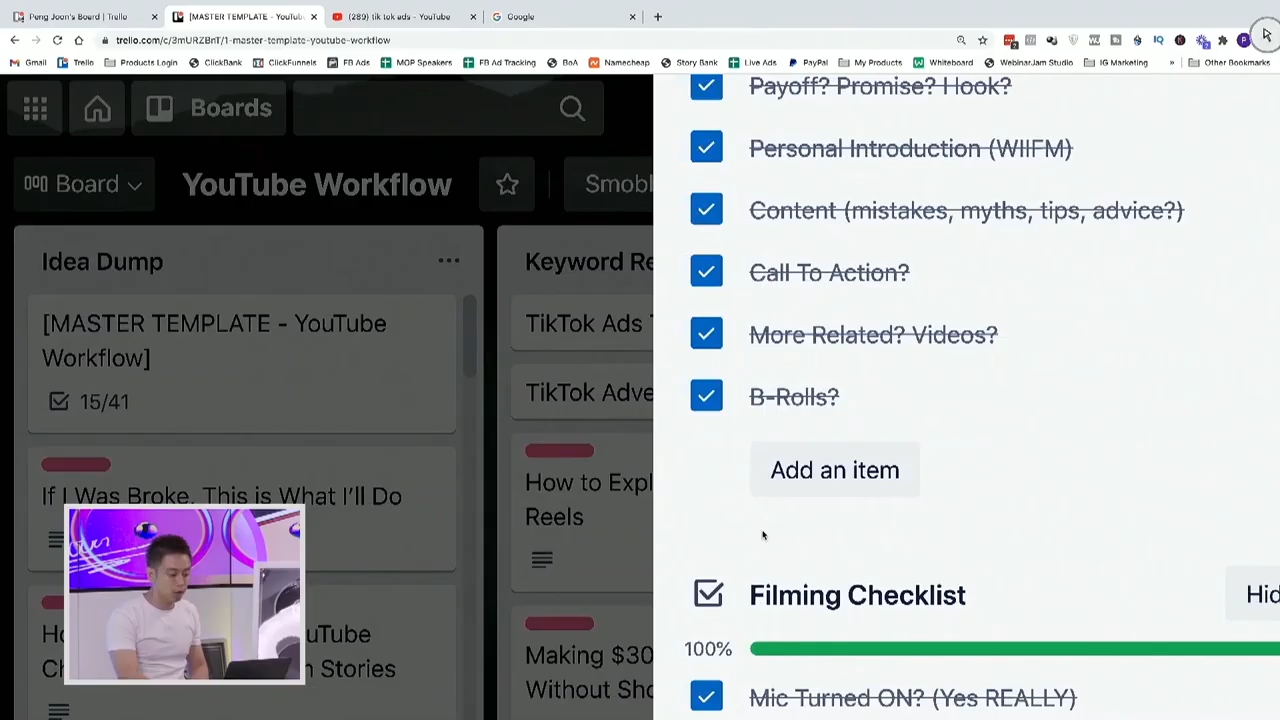 Peng Joon's Board | Trello
[MASTER TEMPLATE - YouTub
(289) tik tok ads - YouTube
Google
trello.com/c/3mURZBnT/1-master-template-youtube-workflow
Gmail
Trello
Products Login
ClickBank
ClickFunnels
FB Ads
MOP Speakers
FB Ad Tracking
BoA
Namecheap
Story Bank
Live Ads
PayPal
My Products
Whiteboard
WebinarJam Studio
IG Marketing
»
Other Bookmarks
Boards
Board
YouTube Workflow
Smobl
Idea Dump
[MASTER TEMPLATE - YouTube
Workflow]
15/41
If I Was Broke, This is What I'll Do
Ho
uTube
Ch
n Stories
Keyword Re
TikTok Ads
TikTok Adve
How to Expl
Reels
Making $30
Without Sho
Payoff? Promise? Hook?
Personal Introduction (WIIFM)
Content (mistakes, myths, tips, advice?)
Call To Action?
More Related? Videos?
B-Rolls?
Add an item
Filming Checklist
Hid
100%
Mic Turned ON? (Yes REALLY)